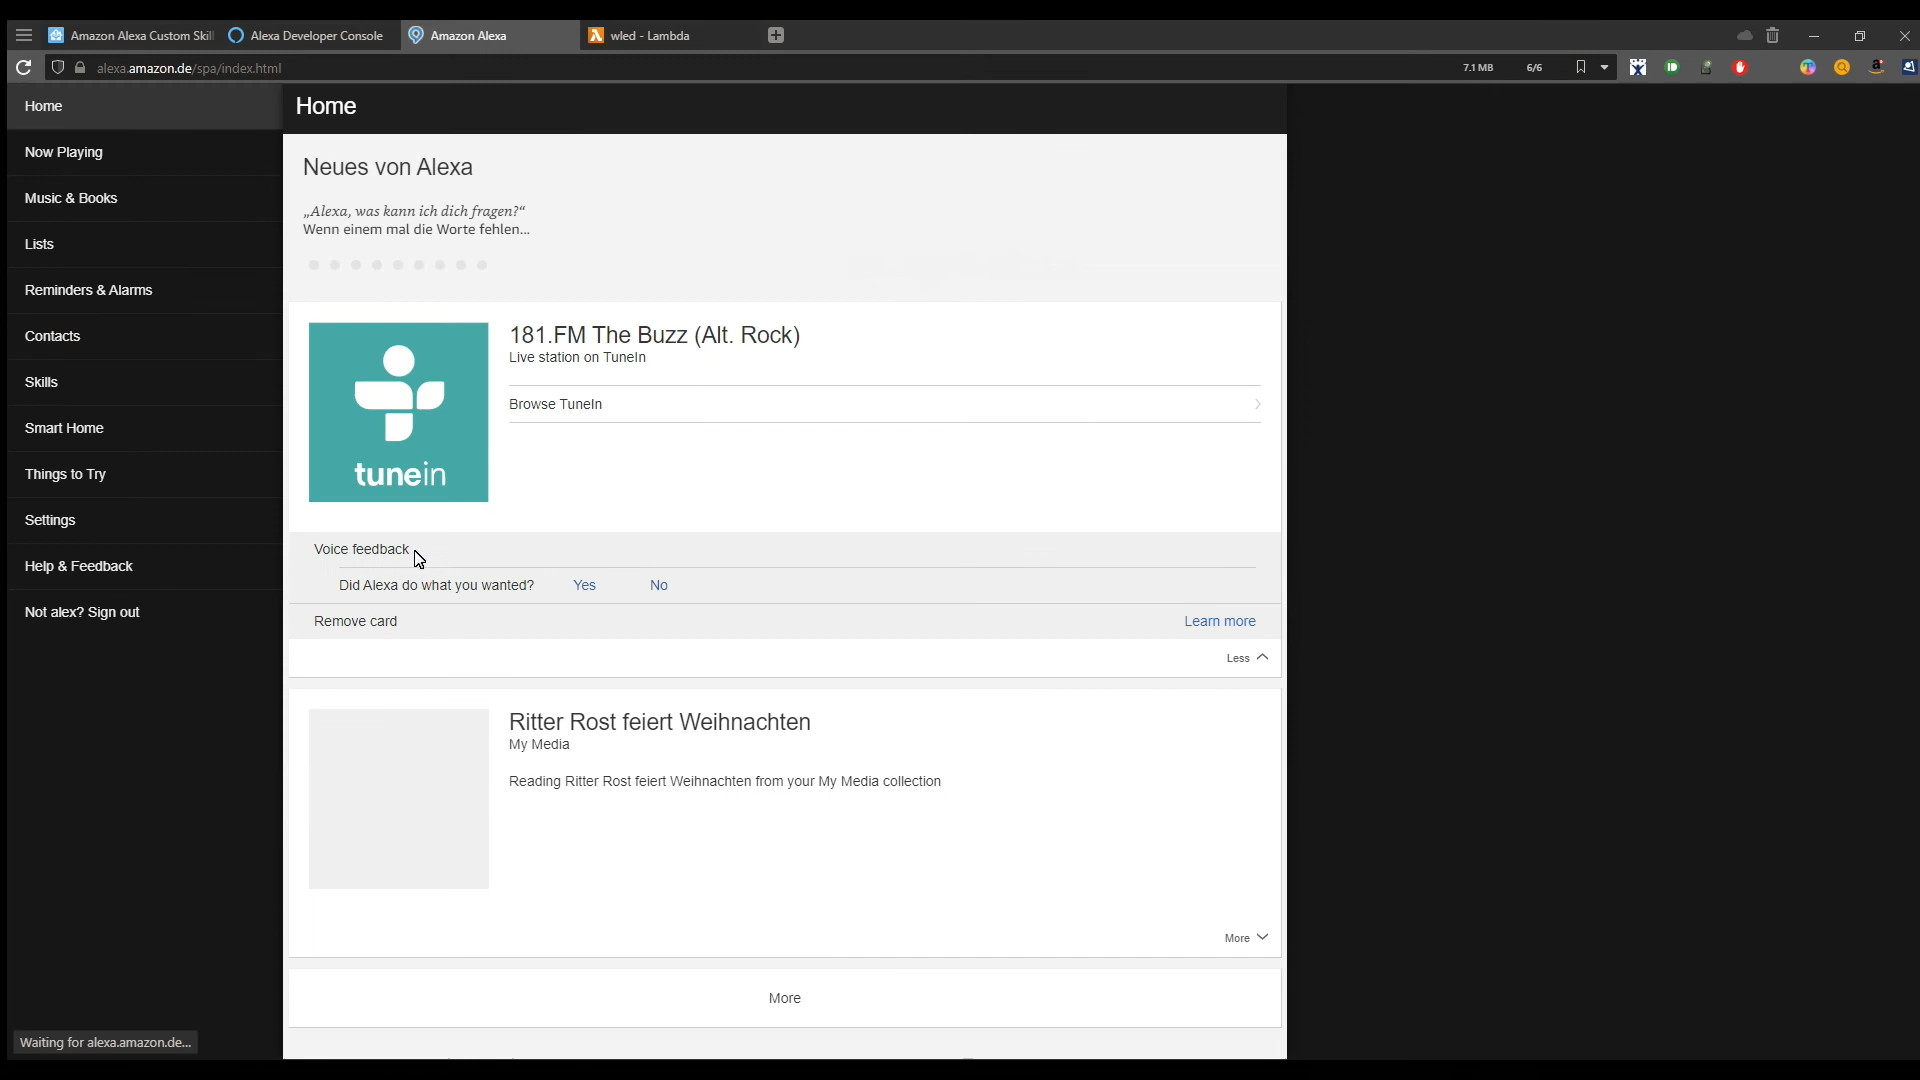 Amazon Alexa Custom Skil
Alexa Developer Console
Amazon Alexa
wled - Lambda
alexa.amazon.de/spa/index.html
7.1 MB
6/6
Home
Now Playing
Music & Books
Lists
Reminders & Alarms
Contacts
Skills
Smart Home
Things to Try
Settings
Help & Feedback
Not alex? Sign out
Home
Neues von Alexa
„Alexa, was kann ich dich fragen?“
Wenn einem mal die Worte fehlen...
tunein
181.FM The Buzz (Alt. Rock)
Live station on TuneIn
Browse TuneIn
Voice feedback
Did Alexa do what you wanted? Yes No
Remove card
Learn more
Less
Ritter Rost feiert Weihnachten
My Media
Reading Ritter Rost feiert Weihnachten from your My Media collection
More
More
Waiting for alexa.amazon.de...